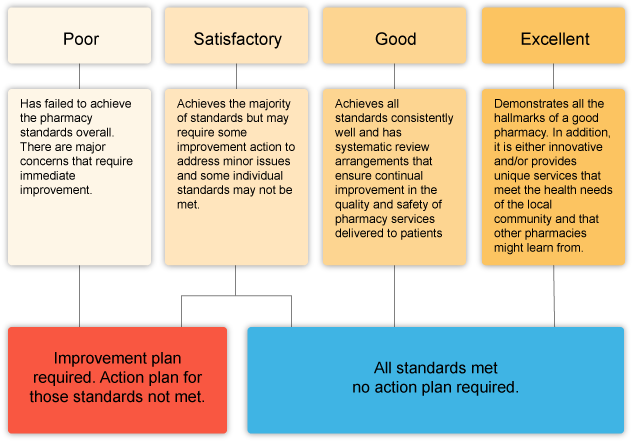 Poor
Satisfactory
Good
Excellent
Has failed to achieve
the pharmacy
standards overall.
There are major
concerns that require
immediate
improvement.
Achieves the majority
of standards but may
require some
improvement action to
address minor issues
and some individual
standards may not be
met.
Achieves all
standards consistently
well and has
systematic review
arrangements that
ensure continual
improvement in the
quality and safety of
pharmacy services
delivered to patients
Demonstrates all the
hallmarks of a good
pharmacy. In addition,
it is either innovative
and/or provides
unique services that
meet the health needs
of the local
community and that
other pharmacies
might learn from.
Improvement plan
required. Action plan for
those standards not met.
All standards met
no action plan required.